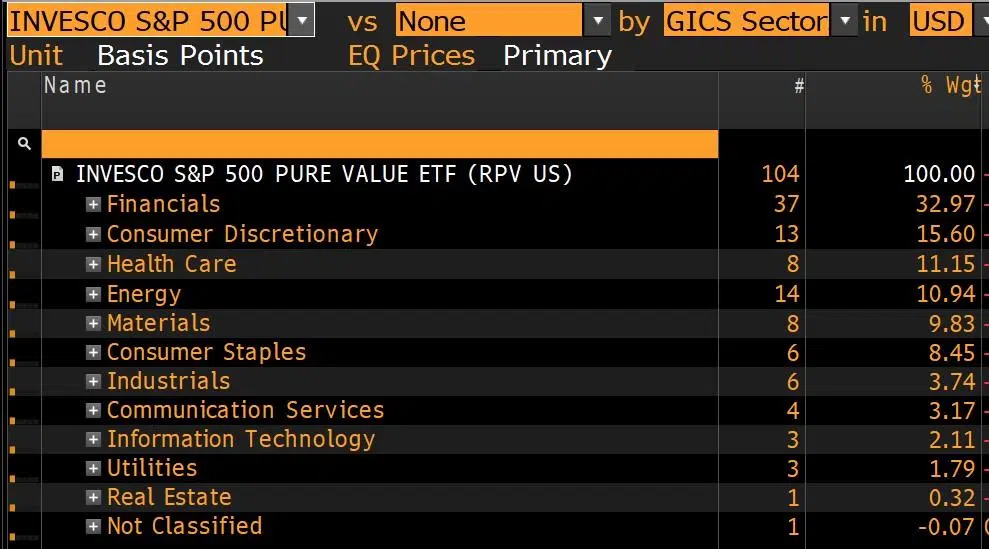 INVESCO S&P 500 PU vs None by GICS Sector in USD
Unit Basis Points EQ Prices Primary
Name # % Wgt
INVESCO S&P 500 PURE VALUE ETF (RPV US) 104 100.00
Financials 37 32.97
Consumer Discretionary 13 15.60
Health Care 8 11.15
Energy 14 10.94
Materials 8 9.83
Consumer Staples 6 8.45
Industrials 6 3.74
Communication Services 4 3.17
Information Technology 3 2.11
Utilities 3 1.79
Real Estate 1 0.32
Not Classified 1 -0.07